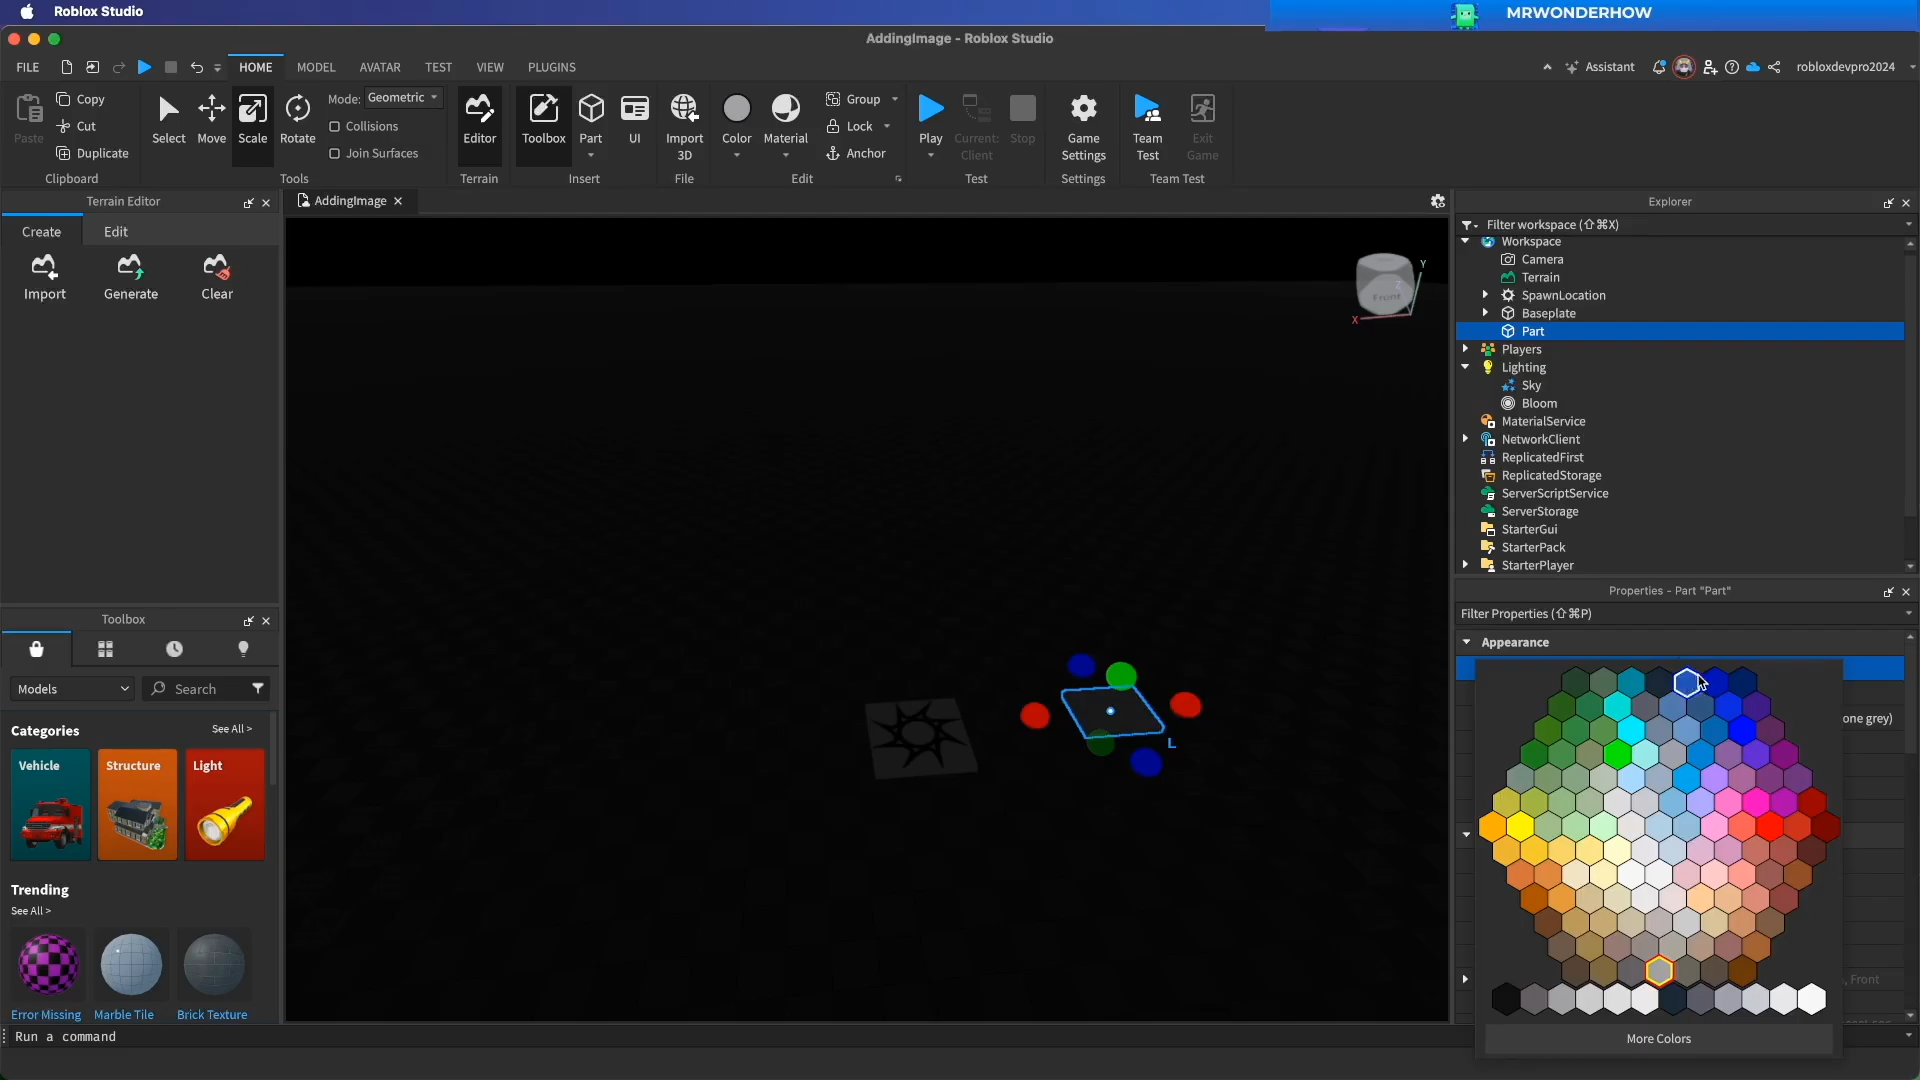 Roblox Studio
MRWONDERHOW
AddingImage - Roblox Studio
FILE
HOME
MODEL
AVATAR
TEST
VIEW
PLUGINS
Assistant
robloxdevpro2024
Paste
Copy
Cut
Duplicate
Clipboard
Select
Move
Scale
Rotate
Mode:
Geometric
Collisions
Join Surfaces
Tools
Editor
Terrain
Toolbox
Part
UI
Insert
Import
3D
File
Color
Material
Group
Lock
Anchor
Edit
Play
Current:
Client
Stop
Test
Game
Settings
Settings
Team
Test
Exit
Game
Team Test
Terrain Editor
Create
Edit
Import
Generate
Clear
AddingImage
Y
Z
Front
X
L
Explorer
Filter workspace (⇧⌘X)
Workspace
Camera
Terrain
SpawnLocation
Baseplate
Part
Players
Lighting
Sky
Bloom
MaterialService
NetworkClient
ReplicatedFirst
ReplicatedStorage
ServerScriptService
ServerStorage
StarterGui
StarterPack
StarterPlayer
Properties - Part "Part"
Filter Properties (⇧⌘P)
Appearance
one grey)
, Front
More Colors
Toolbox
Models
Search
Categories
See All >
Vehicle
Structure
Light
Trending
See All >
Error Missing
Marble Tile
Brick Texture
Run a command